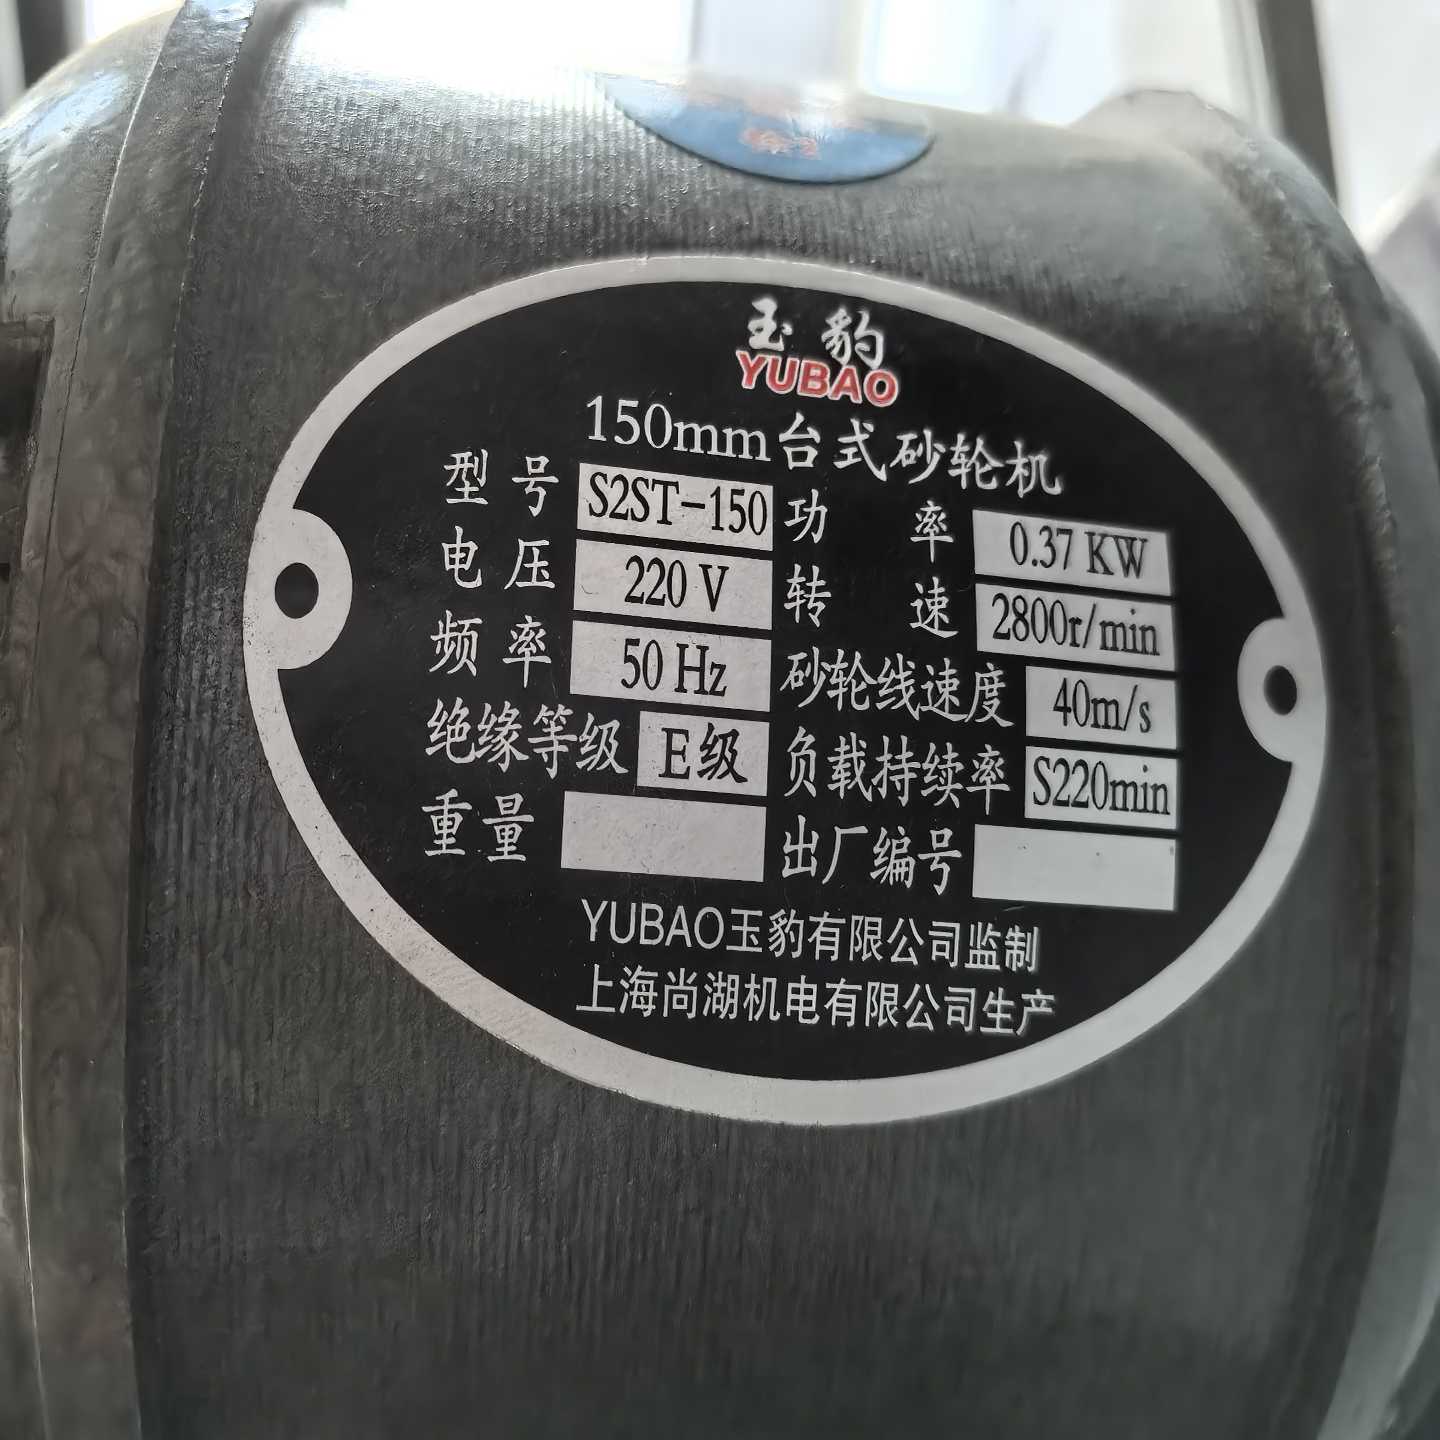 玉豹
YUBAO
150mm台式砂轮机
型号 S2ST-150 功率 0.37 KW
电压 220 V 转速 2800r/min
频率 50 Hz 砂轮线速度 40m/s
绝缘等级 E级 负载持续率 S220min
重量 出厂编号
YUBAO玉豹有限公司监制
上海尚湖机电有限公司生产